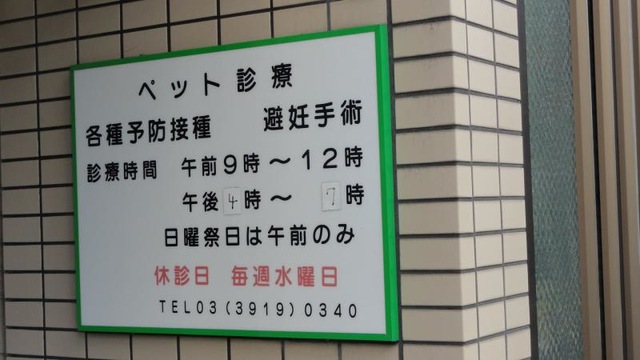 ペット診療
各種予防接種 避妊手術
診療時間 午前9時〜12時
午後4時〜7時
日曜祭日は午前のみ
休診日 毎週水曜日
TEL03(3919)0340